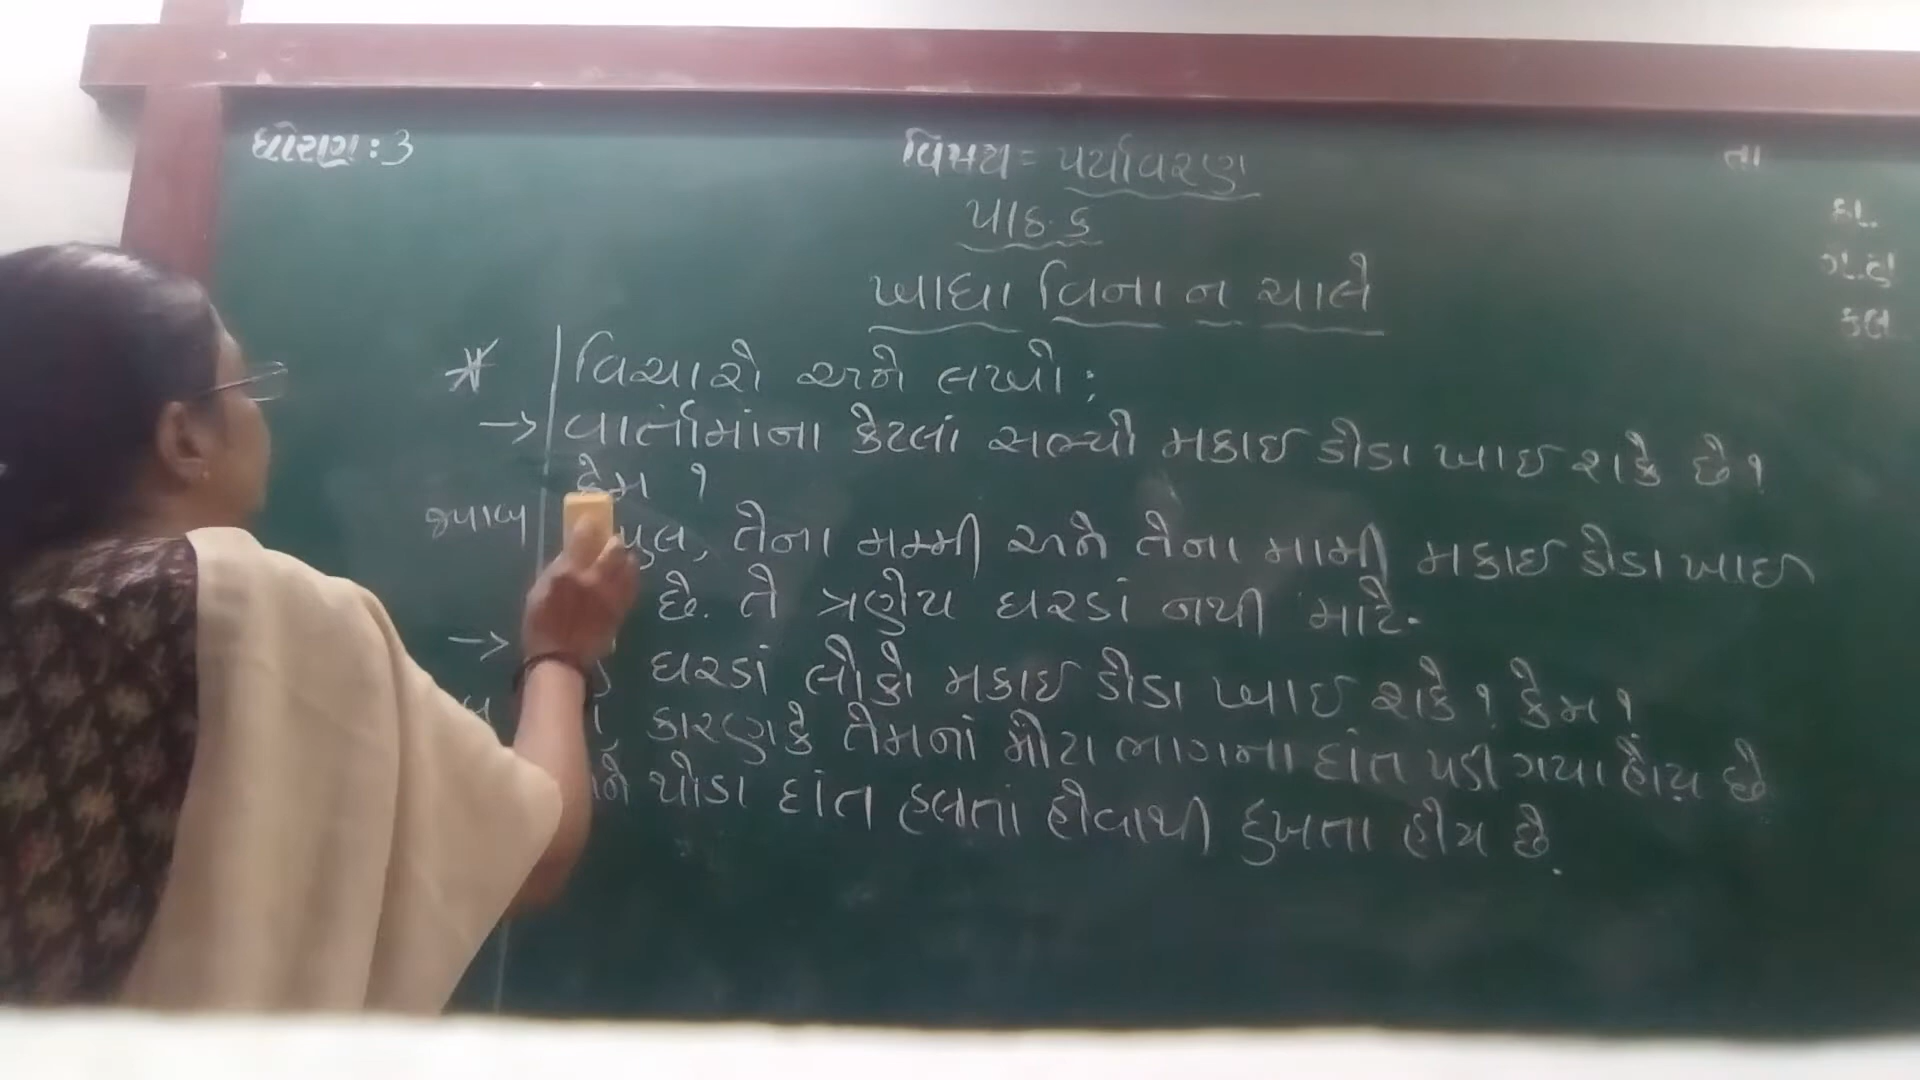 ધોરણ : 3
વિષય = પર્યાવરણ
તા
પાઠ. ૬
ખાધા વિના ન ચાલે
* વિચારો અને લખો :
→ વાર્તામાંના કેટલાં સભ્યો મકાઈ ડોડા ખાઈ શકે છે ?
કેમ ?
જવાબ પુલ, તેના મમ્મી અને તેના મામી મકાઈ ડોડા ખાઈ
છે. તે ત્રણેય ઘરડાં નથી માટે.
→ ઘરડાં લોકો મકાઈ ડોડા ખાઈ શકે ? કેમ ?
કારણકે તેમનાં મોટા ભાગના દાંત પડી ગયા હોય છે
થોડા દાંત હલતાં હોવાથી દુખતા હોય છે.